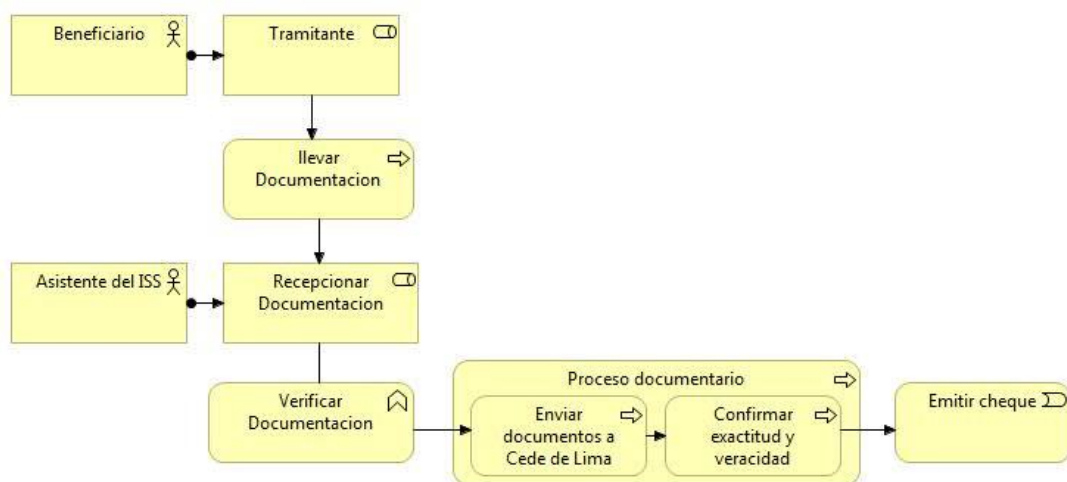 Beneficiario
Tramitante
llevar
Documentacion
Asistente del ISS
Recepcionar
Documentacion
Verificar
Documentacion
Proceso documentario
Enviar
documentos a
Cede de Lima
Confirmar
exactitud y
veracidad
Emitir cheque